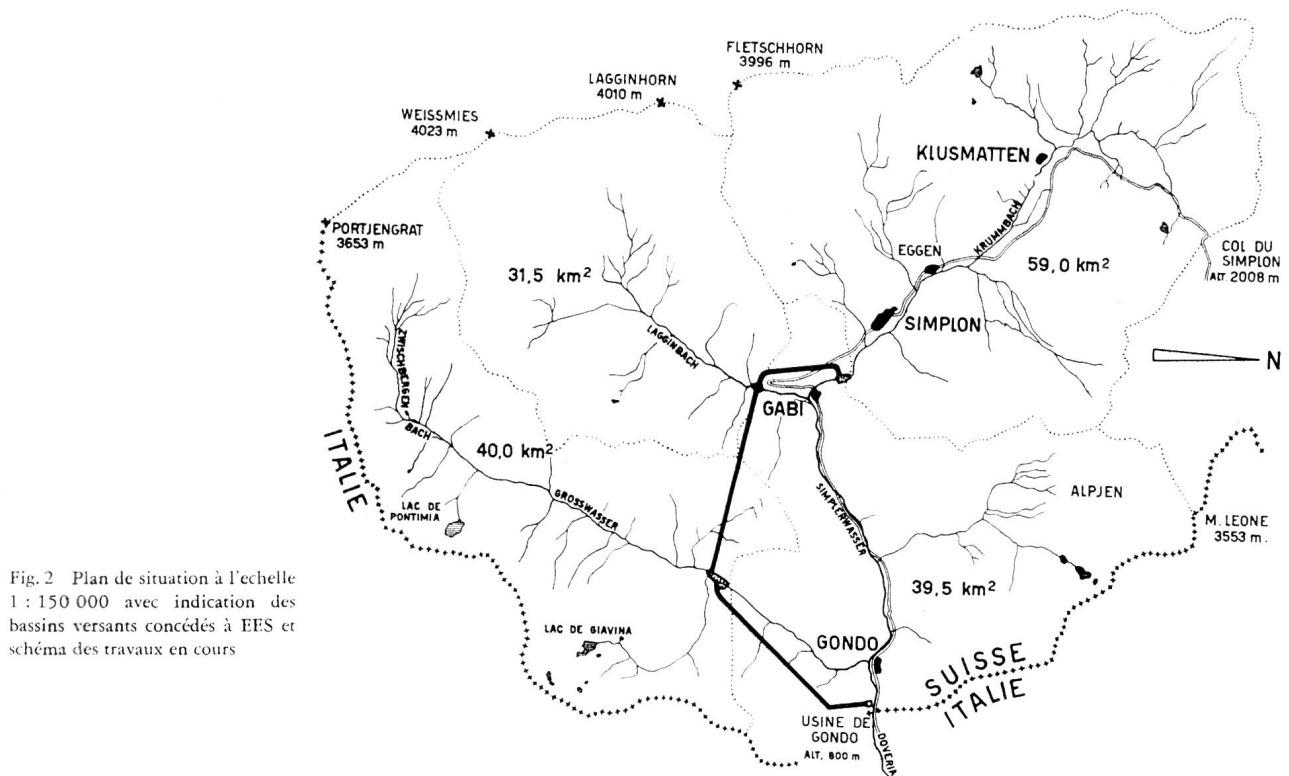 FLETSCHHORN
3996 m
LAGGINHORN
4010 m
WEISSMIES
4023 m
KLUSMATTEN
PORTJENGRAT
3653 m
KRUMMBACH
EGGEN
COL DU
SIMPLON
ALT. 2008 m
31,5 km²
59,0 km²
ZWISCHBERGEN
BACH
LAGGINBACH
SIMPLON
N
GABI
ITALIE
40,0 km²
GROSSWASSER
SIMPLERWASSER
ALPJEN
LAC DE
PONTIMIA
M. LEONE
3553 m.
39,5 km²
Fig. 2 Plan de situation à l'echelle
1 : 150 000 avec indication des
bassins versants concédés à EES et
schéma des travaux en cours
LAC DE GIAVINA
GONDO
SUISSE
ITALIE
USINE DE
GONDO
ALT. 800 m
DOVERIA